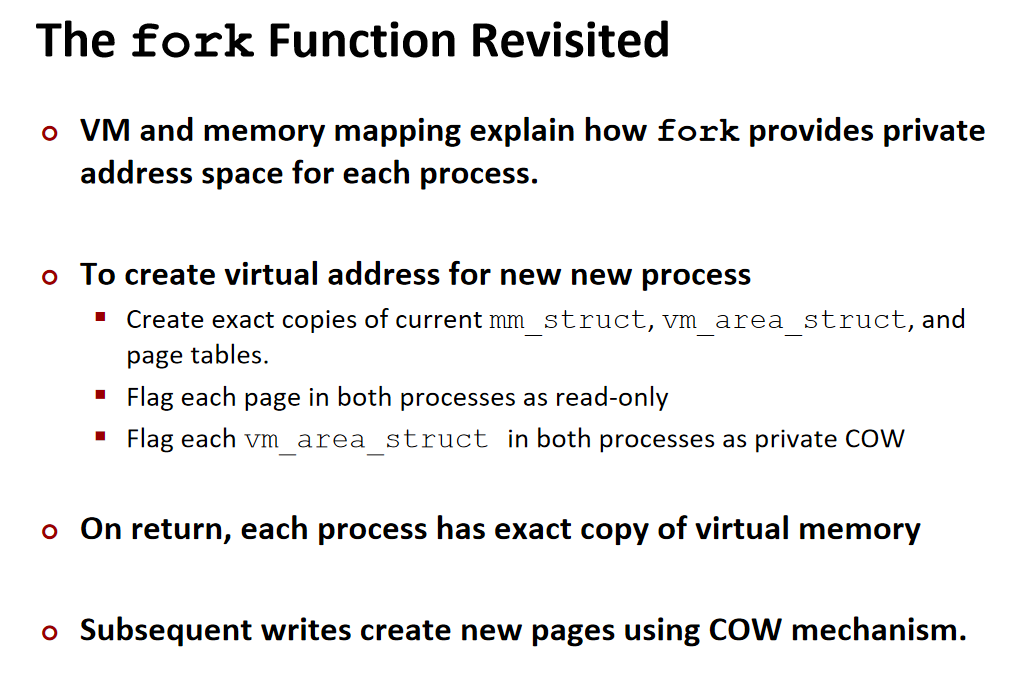 The fork Function Revisited
VM and memory mapping explain how fork provides private
address space for each process.
To create virtual address for new new process
Create exact copies of current mm_struct, vm_area_struct, and
page tables.
Flag each page in both processes as read-only
Flag each vm_area_struct in both processes as private COW
On return, each process has exact copy of virtual memory
Subsequent writes create new pages using COW mechanism.